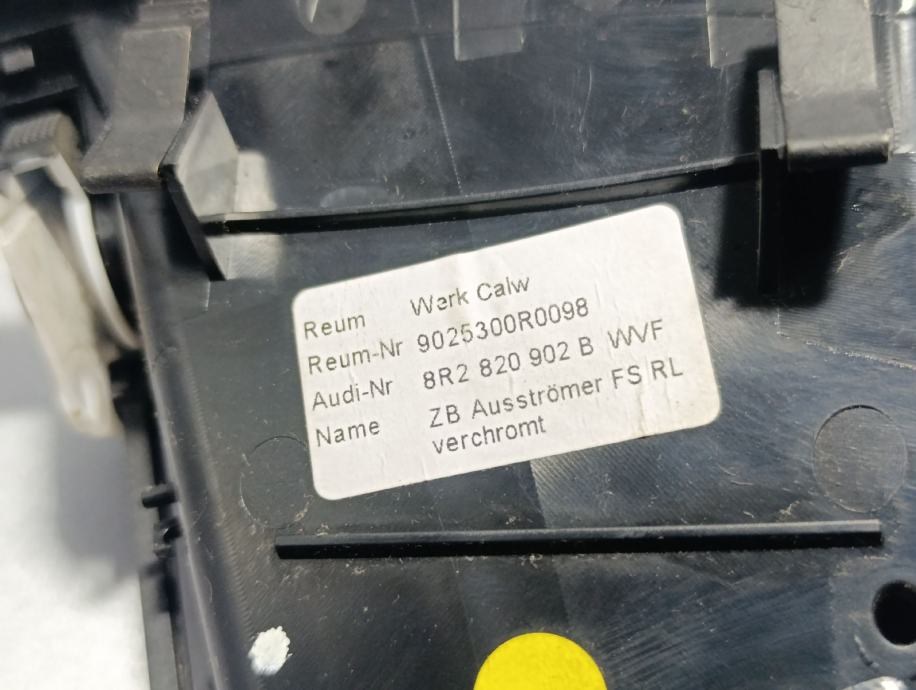 Reum Werk Calw
Reum-Nr 9025300R0098
Audi-Nr 8R2 820 902 B WVF
Name ZB Ausströmer FS RL
verchromt